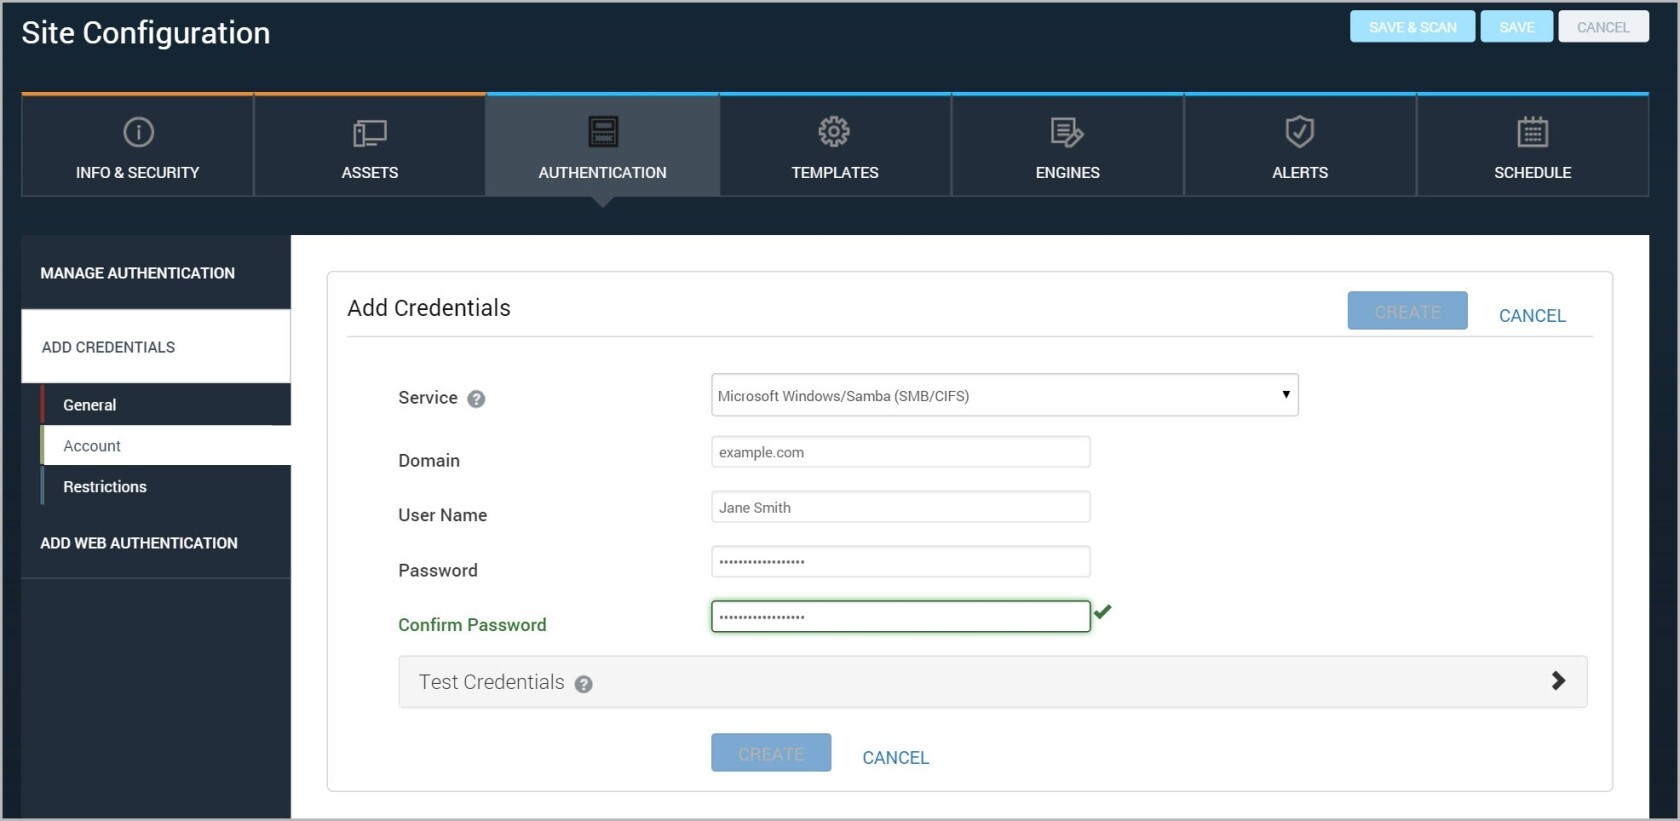 Site Configuration
SAVE & SCAN
SAVE
CANCEL
INFO & SECURITY
ASSETS
AUTHENTICATION
TEMPLATES
ENGINES
ALERTS
SCHEDULE
MANAGE AUTHENTICATION
ADD CREDENTIALS
General
Account
Restrictions
ADD WEB AUTHENTICATION
Add Credentials
CREATE
CANCEL
Service ?
Microsoft Windows/Samba (SMB/CIFS)
Domain
example.com
User Name
Jane Smith
Password
••••••••••••••••••
Confirm Password
••••••••••••••••••
Test Credentials ?
CREATE
CANCEL